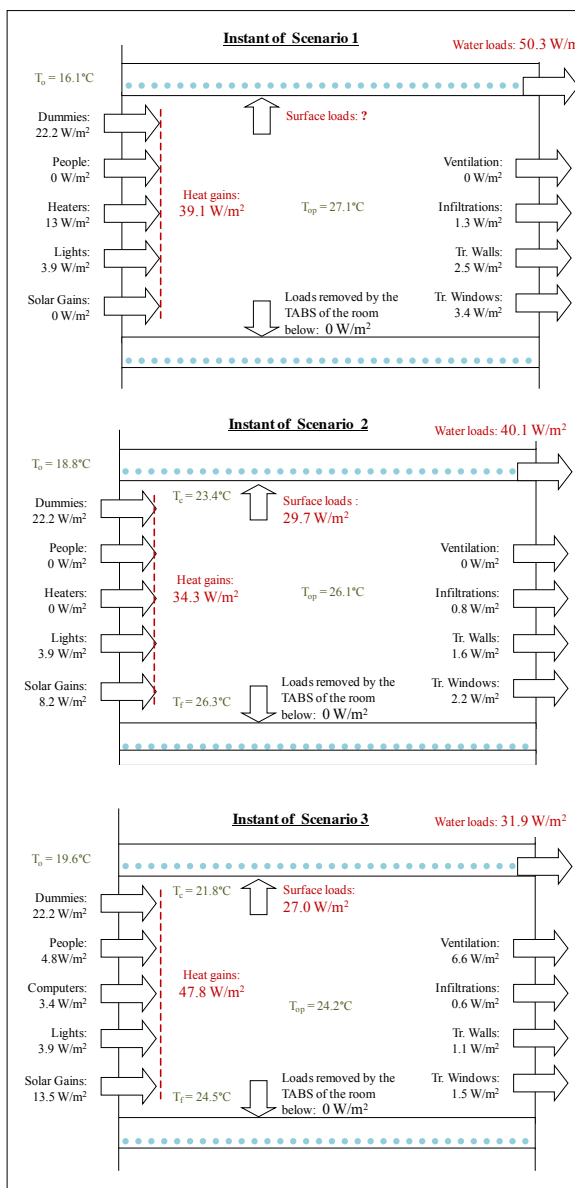 Instant of Scenario 1
Water loads: 50.3 W/m
To = 16.1°C
Dummies:
22.2 W/m²
Surface loads: ?
People:
0 W/m²
Ventilation:
0 W/m²
Heat gains:
39.1 W/m²
Top = 27.1°C
Heaters:
13 W/m²
Infiltrations:
1.3 W/m²
Lights:
3.9 W/m²
Tr. Walls:
2.5 W/m²
Solar Gains:
0 W/m²
Loads removed by the
TABS of the room
below: 0 W/m²
Tr. Windows:
3.4 W/m²
Instant of Scenario 2
Water loads: 40.1 W/m²
To = 18.8°C
Dummies:
22.2 W/m²
Tc = 23.4°C
Surface loads :
29.7 W/m²
People:
0 W/m²
Ventilation:
0 W/m²
Heat gains:
34.3 W/m²
Top = 26.1°C
Heaters:
0 W/m²
Infiltrations:
0.8 W/m²
Lights:
3.9 W/m²
Tr. Walls:
1.6 W/m²
Solar Gains:
8.2 W/m²
Tf = 26.3°C
Loads removed by the
TABS of the room
below: 0 W/m²
Tr. Windows:
2.2 W/m²
Instant of Scenario 3
Water loads: 31.9 W/m²
To = 19.6°C
Dummies:
22.2 W/m²
Tc = 21.8°C
Surface loads:
27.0 W/m²
People:
4.8W/m²
Ventilation:
6.6 W/m²
Heat gains:
47.8 W/m²
Top = 24.2°C
Computers:
3.4 W/m²
Infiltrations:
0.6 W/m²
Lights:
3.9 W/m²
Tr. Walls:
1.1 W/m²
Solar Gains:
13.5 W/m²
Tf = 24.5°C
Loads removed by the
TABS of the room
below: 0 W/m²
Tr. Windows:
1.5 W/m²